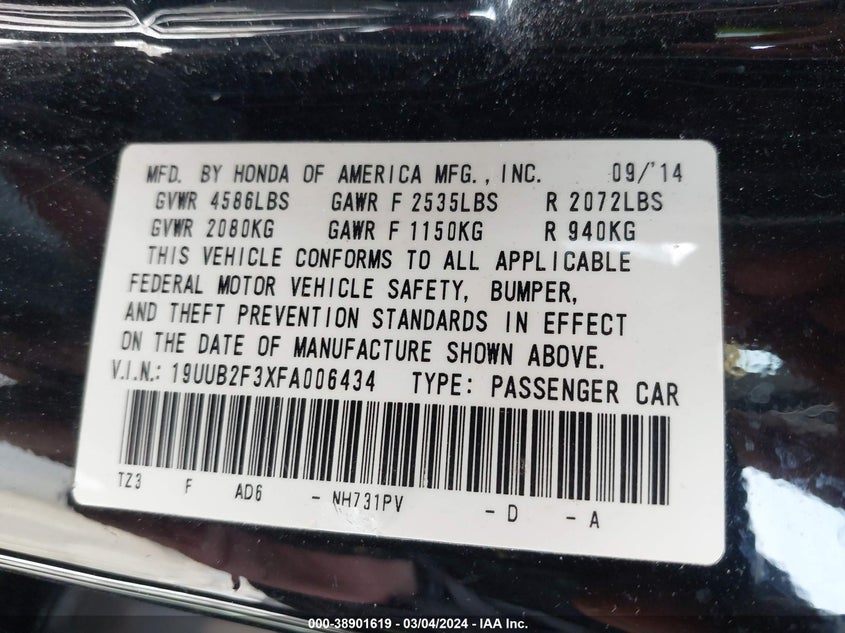 MFD. BY HONDA OF AMERICA MFG., INC. 09/'14
GVWR 4586LBS GAWR F 2535LBS R 2072LBS
GVWR 2080KG GAWR F 1150KG R 940KG
THIS VEHICLE CONFORMS TO ALL APPLICABLE
FEDERAL MOTOR VEHICLE SAFETY, BUMPER,
AND THEFT PREVENTION STANDARDS IN EFFECT
ON THE DATE OF MANUFACTURE SHOWN ABOVE.
V.I.N.: 19UUB2F3XFA006434 TYPE: PASSENGER CAR
TZ3 F AD6 - NH731PV - D - A
000-38901619 - 03/04/2024 - IAA Inc.